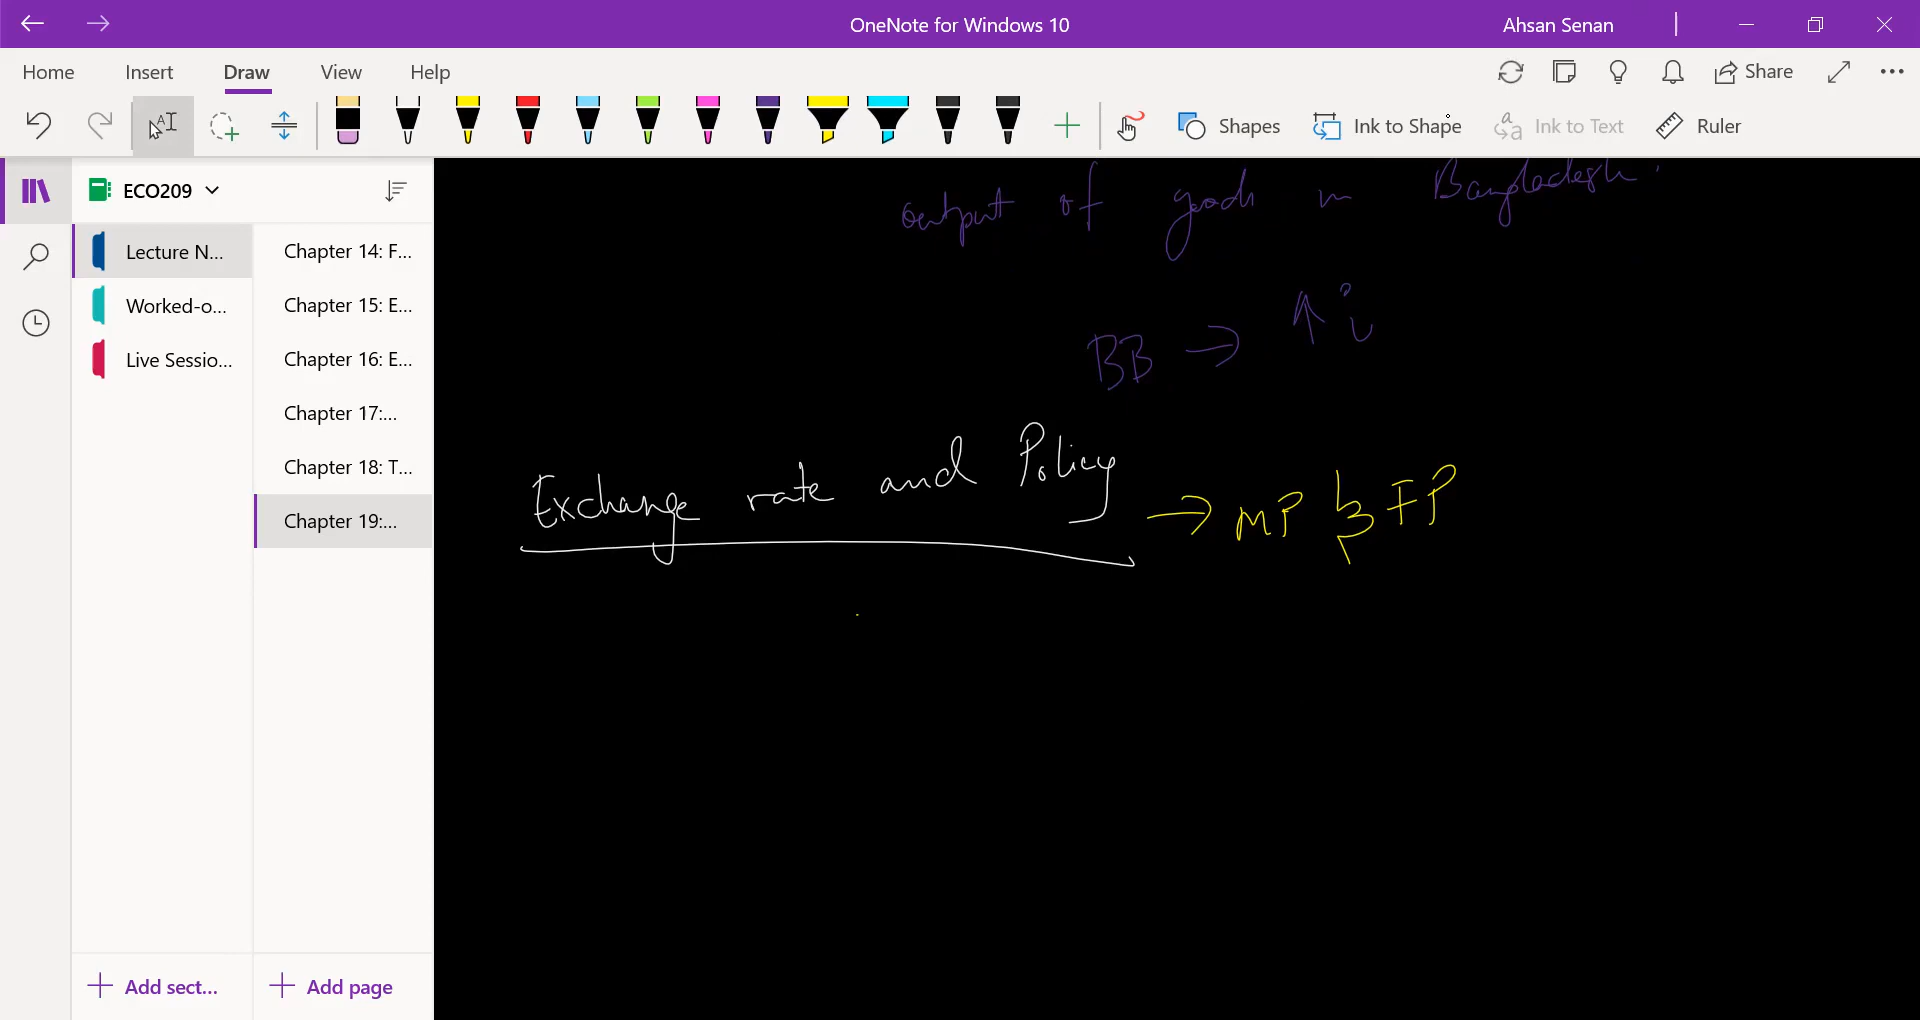 OneNote for Windows 10
Ahsan Senan
Home Insert Draw View Help
Share
Shapes Ink to Shape Ink to Text Ruler
ECO209
Lecture N...
Worked-o...
Live Sessio...
Chapter 14: F...
Chapter 15: E...
Chapter 16: E...
Chapter 17:...
Chapter 18: T...
Chapter 19:...
output of goods in Bangladesh.
BB → ↑ i
Exchange rate and Policy → MP & FP
Add sect...
Add page